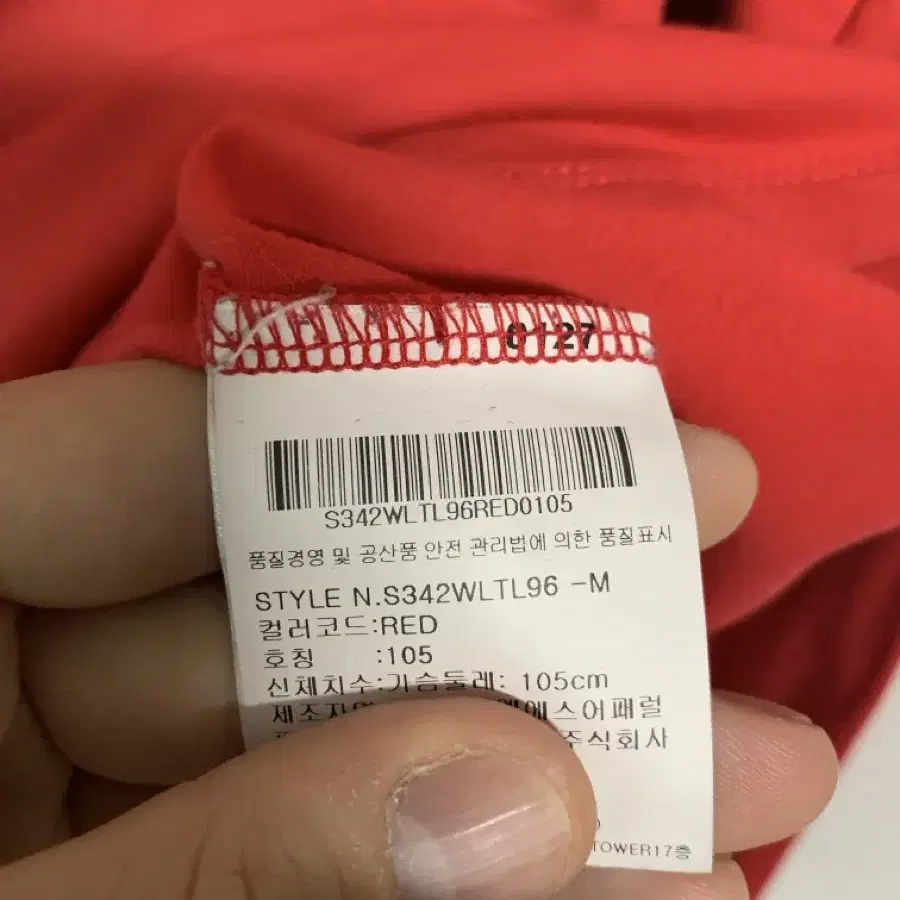 0127
S342WLTL96RED0105
품질경영 및 공산품 안전 관리법에 의한 품질표시
STYLE N.S342WLTL96 -M
컬러코드:RED
호칭 :105
신체치수:가슴둘레: 105cm
제조자 에스어패럴
주식회사
TOWER17층